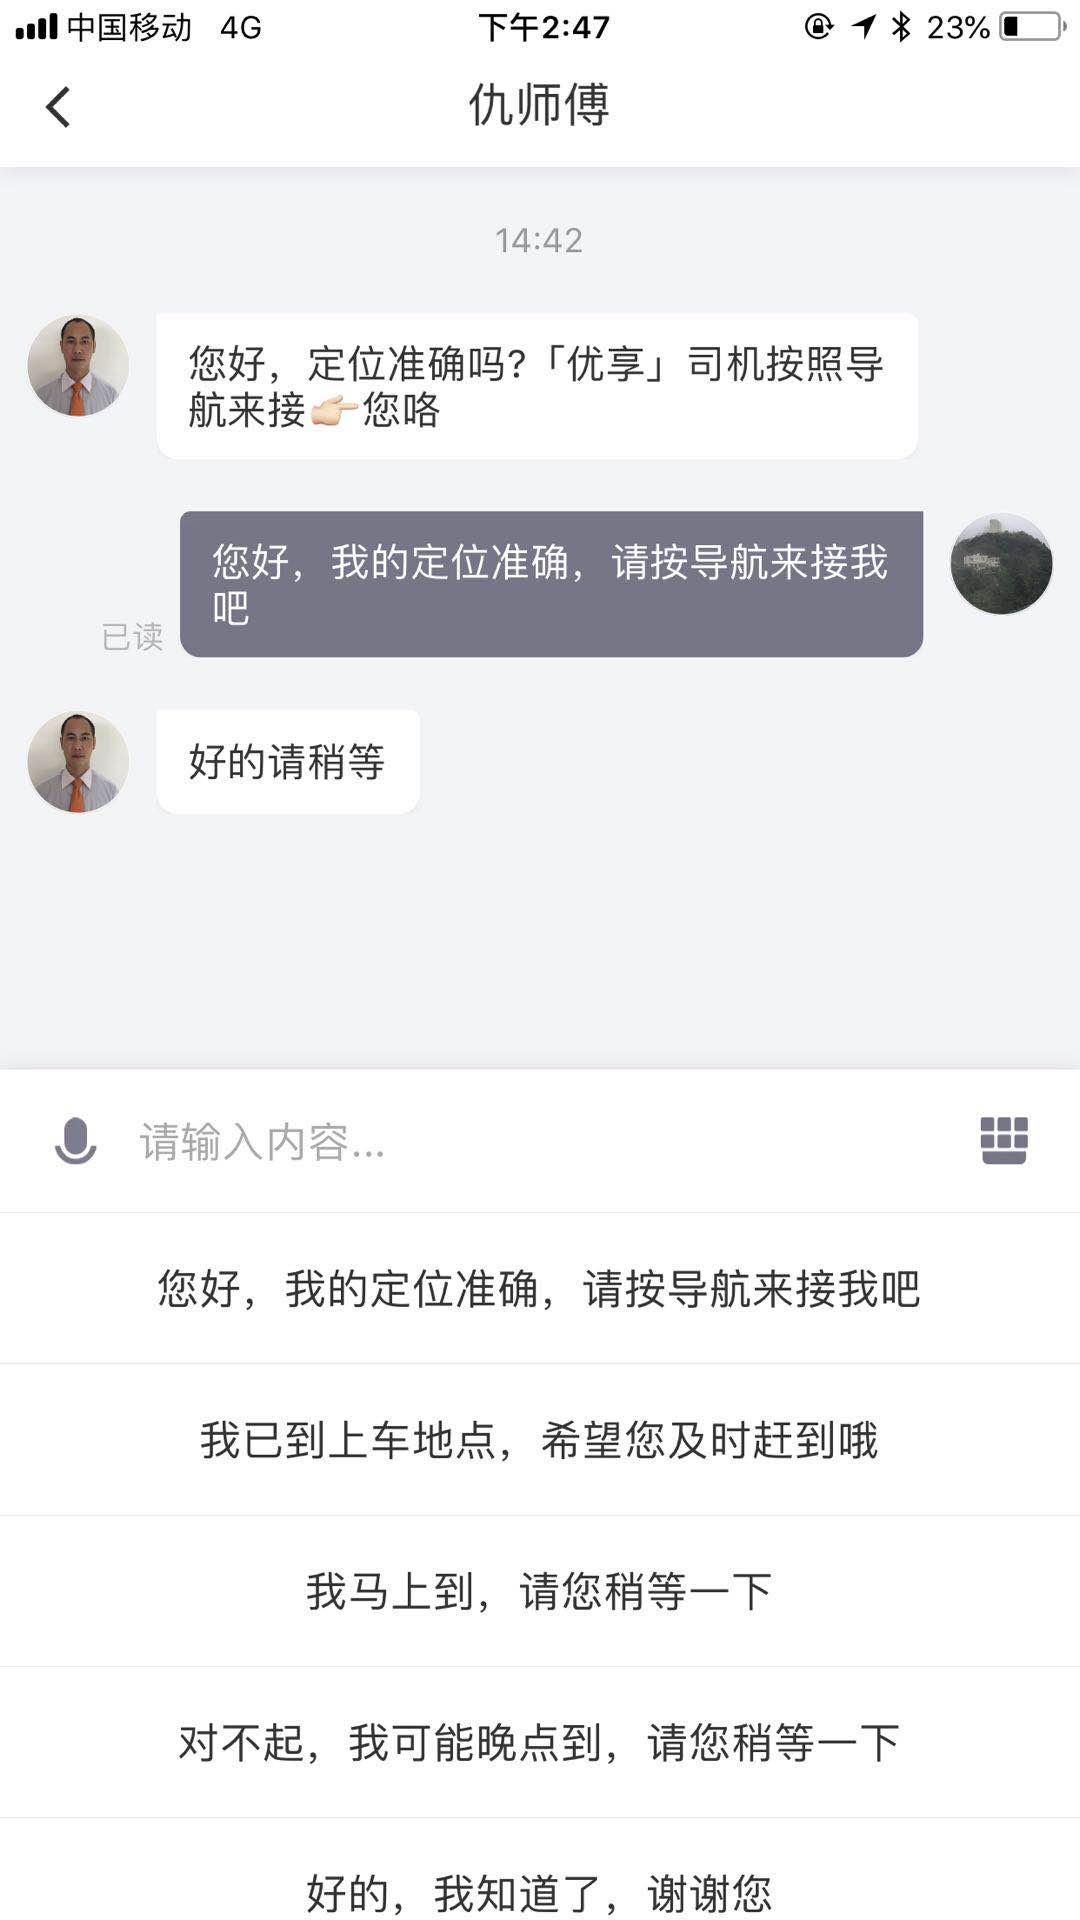 中国移动 4G 下午2:47 23%
仇师傅
14:42
您好，定位准确吗?「优享」司机按照导
航来接👉🏻您咯
您好，我的定位准确，请按导航来接我
吧
已读
好的请稍等
请输入内容...
您好，我的定位准确，请按导航来接我吧
我已到上车地点，希望您及时赶到哦
我马上到，请您稍等一下
对不起，我可能晚点到，请您稍等一下
好的，我知道了，谢谢您